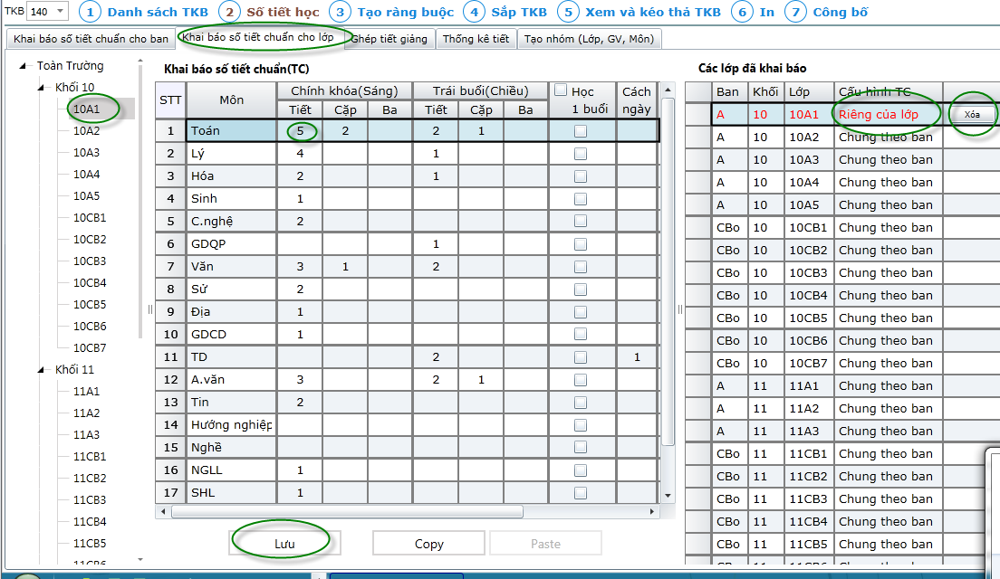 TKB 140 1 Danh sách TKB 2 Số tiết học 3 Tạo ràng buộc 4 Sắp TKB 5 Xem và kéo thả TKB 6 In 7 Công bố
Khai báo số tiết chuẩn cho ban Khai báo số tiết chuẩn cho lớp Ghép tiết giảng Thống kê tiết Tạo nhóm (Lớp, GV, Môn)
Toàn Trường
Khối 10
10A1
10A2
10A3
10A4
10A5
10CB1
10CB2
10CB3
10CB4
10CB5
10CB6
10CB7
Khối 11
11A1
11A2
11A3
11CB1
11CB2
11CB3
11CB4
11CB5
11CB6
Khai báo số tiết chuẩn(TC)
STT Môn Chính khóa(Sáng) Trái buổi(Chiều) Học 1 buổi Cách ngày
Tiết Cặp Ba Tiết Cặp Ba
1 Toán 5 2 2 1
2 Lý 4 1
3 Hóa 2 1
4 Sinh 1
5 C.nghệ 2
6 GDQP 1
7 Văn 3 1 2
8 Sử 2
9 Địa 1
10 GDCD 1
11 TD 2 1
12 A.văn 3 2 1
13 Tin 2
14 Hướng nghiệp
15 Nghề
16 NGLL 1
17 SHL 1
Lưu Copy Paste
Các lớp đã khai báo
Ban Khối Lớp Cấu hình TC
A 10 10A1 Riêng của lớp Xóa
A 10 10A2 Chung theo ban
A 10 10A3 Chung theo ban
A 10 10A4 Chung theo ban
A 10 10A5 Chung theo ban
CBo 10 10CB1 Chung theo ban
CBo 10 10CB2 Chung theo ban
CBo 10 10CB3 Chung theo ban
CBo 10 10CB4 Chung theo ban
CBo 10 10CB5 Chung theo ban
CBo 10 10CB6 Chung theo ban
CBo 10 10CB7 Chung theo ban
A 11 11A1 Chung theo ban
A 11 11A2 Chung theo ban
A 11 11A3 Chung theo ban
CBo 11 11CB1 Chung theo ban
CBo 11 11CB2 Chung theo ban
CBo 11 11CB3 Chung theo ban
CBo 11 11CB4 Chung theo ban
CBo 11 11CB5 Chung theo ban